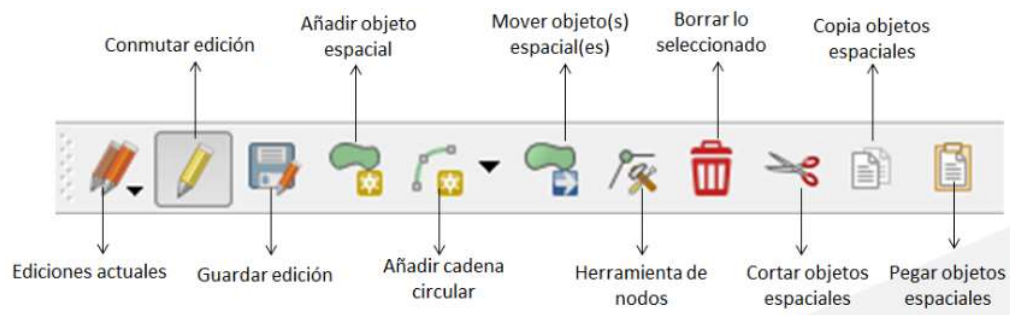 Conmutar edición
Añadir objeto
espacial
Mover objeto(s)
espacial(es)
Borrar lo
seleccionado
Copia objetos
espaciales
Ediciones actuales
Guardar edición
Añadir cadena
circular
Herramienta de
nodos
Cortar objetos
espaciales
Pegar objetos
espaciales